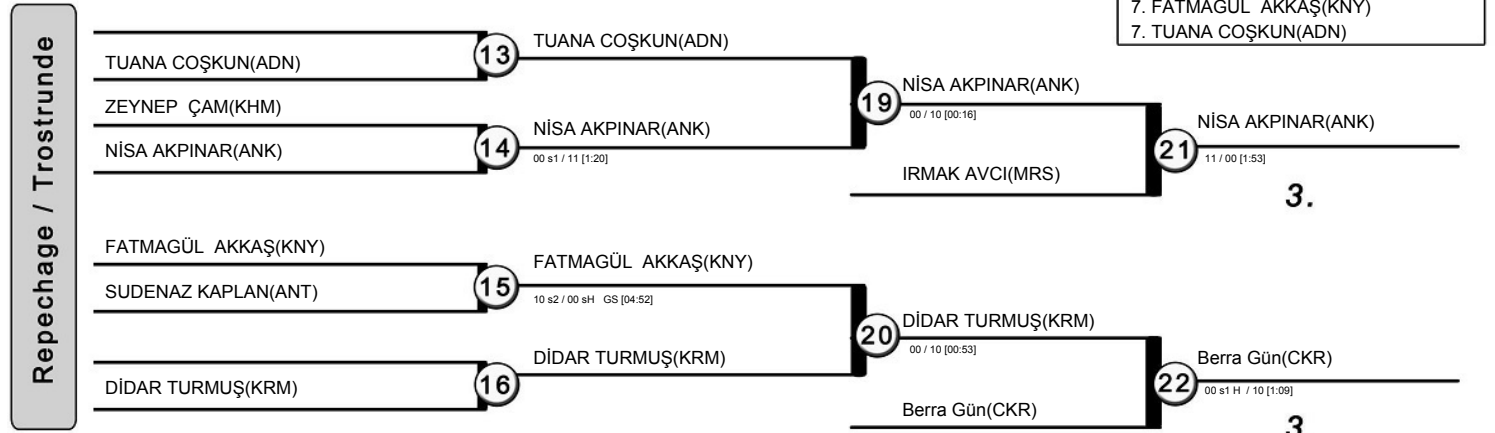 7. FATMAGÜL AKKAŞ(KNY)
7. TUANA COŞKUN(ADN)
Repechage / Trostrunde
TUANA COŞKUN(ADN)
ZEYNEP ÇAM(KHM)
NİSA AKPINAR(ANK)
13
TUANA COŞKUN(ADN)
14
NİSA AKPINAR(ANK)
00 s1 / 11 [1:20]
19
NİSA AKPINAR(ANK)
00 / 10 [00:16]
IRMAK AVCI(MRS)
21
NİSA AKPINAR(ANK)
11 / 00 [1:53]
3.
FATMAGÜL AKKAŞ(KNY)
SUDENAZ KAPLAN(ANT)
DİDAR TURMUŞ(KRM)
15
FATMAGÜL AKKAŞ(KNY)
10 s2 / 00 sH GS [04:52]
16
DİDAR TURMUŞ(KRM)
20
DİDAR TURMUŞ(KRM)
00 / 10 [00:53]
Berra Gün(CKR)
22
Berra Gün(CKR)
00 s1 H / 10 [1:09]
3